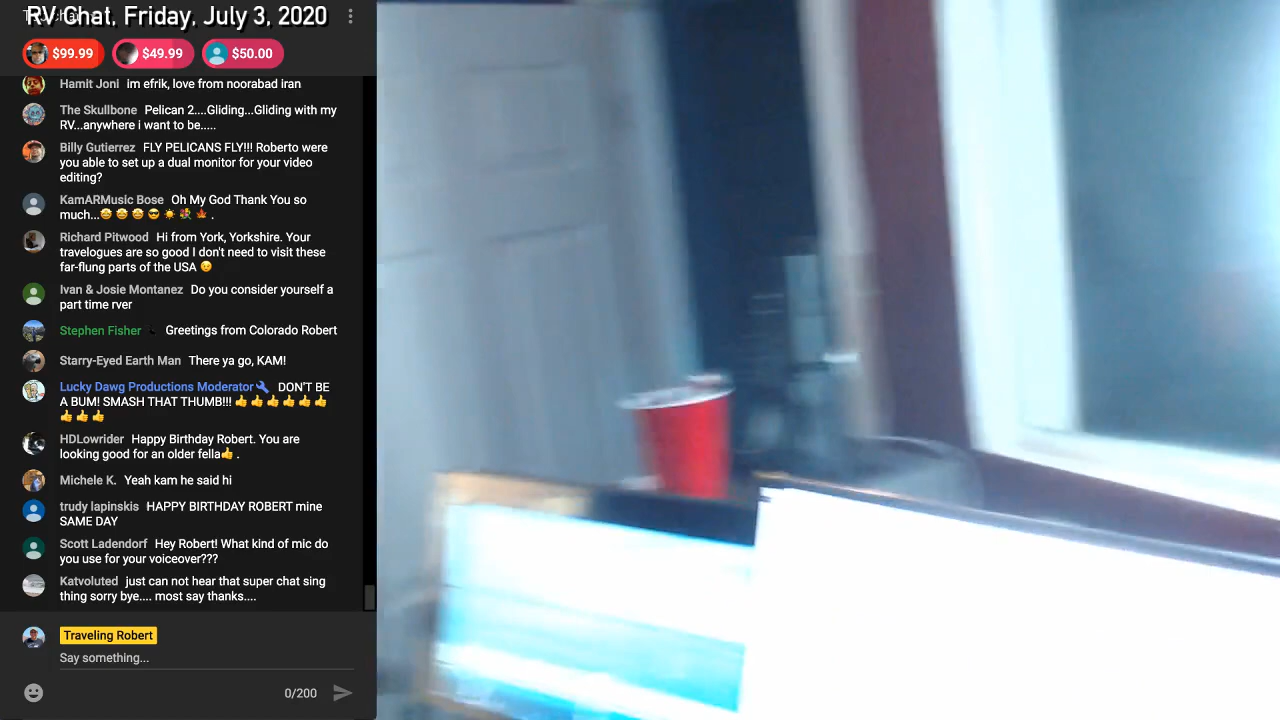 RV Chat, Friday, July 3, 2020
$99.99 $49.99 $50.00
Hamit Joni im efrik, love from noorabad iran
The Skullbone Pelican 2....Gliding...Gliding with my
RV...anywhere i want to be.....
Billy Gutierrez FLY PELICANS FLY!!! Roberto were
you able to set up a dual monitor for your video
editing?
KamARMusic Bose Oh My God Thank You so
much...🤩🤩🤩😎☀️💐🍁 .
Richard Pitwood Hi from York, Yorkshire. Your
travelogues are so good I don't need to visit these
far-flung parts of the USA 😉
Ivan & Josie Montanez Do you consider yourself a
part time rver
Stephen Fisher Greetings from Colorado Robert
Starry-Eyed Earth Man There ya go, KAM!
Lucky Dawg Productions Moderator🔧 DON'T BE
A BUM! SMASH THAT THUMB!!! 👍👍👍👍👍👍
👍👍👍
HDLowrider Happy Birthday Robert. You are
looking good for an older fella👍 .
Michele K. Yeah kam he said hi
trudy lapinskis HAPPY BIRTHDAY ROBERT mine
SAME DAY
Scott Ladendorf Hey Robert! What kind of mic do
you use for your voiceover???
Katvoluted just can not hear that super chat sing
thing sorry bye.... most say thanks....
Traveling Robert
Say something...
0/200